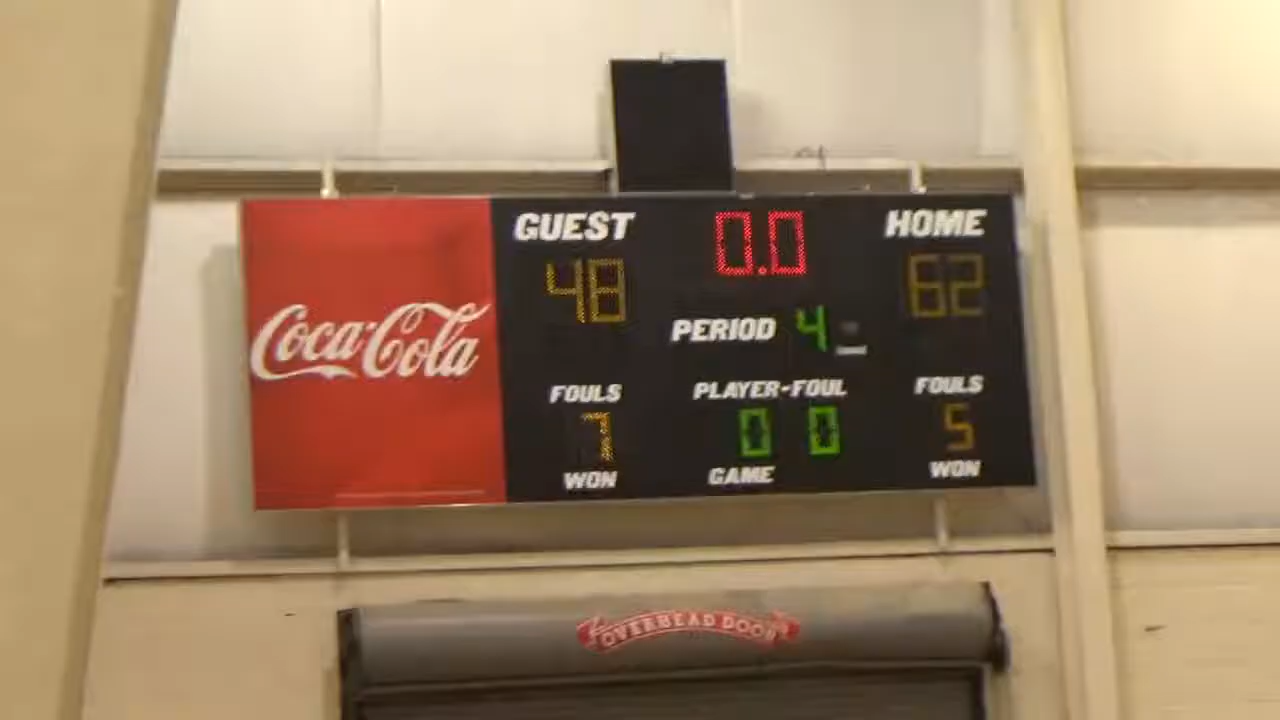 Coca-Cola
GUEST 0.0 HOME
48 62
PERIOD 4
FOULS PLAYER-FOUL FOULS
7 0 0 5
WON GAME WON
OVERHEAD DOOR